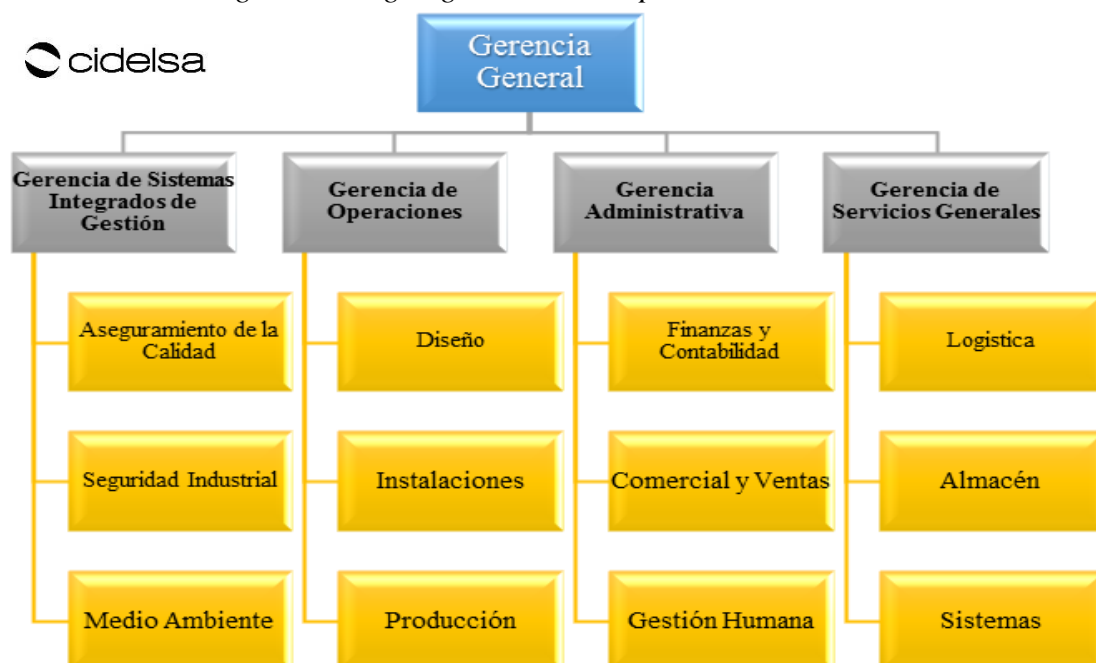 cidelsa
Gerencia
General
Gerencia de Sistemas
Integrados de
Gestión
Gerencia de
Operaciones
Gerencia
Administrativa
Gerencia de
Servicios Generales
Aseguramiento de la
Calidad
Diseño
Finanzas y
Contabilidad
Logistica
Seguridad Industrial
Instalaciones
Comercial y Ventas
Almacén
Medio Ambiente
Producción
Gestión Humana
Sistemas